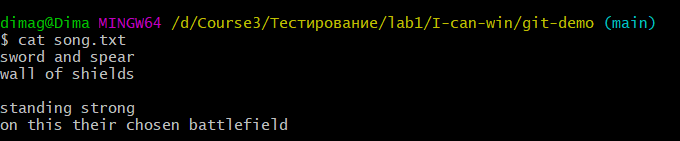 dimag@Dima MINGW64 /d/Course3/Тестирование/lab1/I-can-win/git-demo (main)
$ cat song.txt
sword and spear
wall of shields

standing strong
on this their chosen battlefield